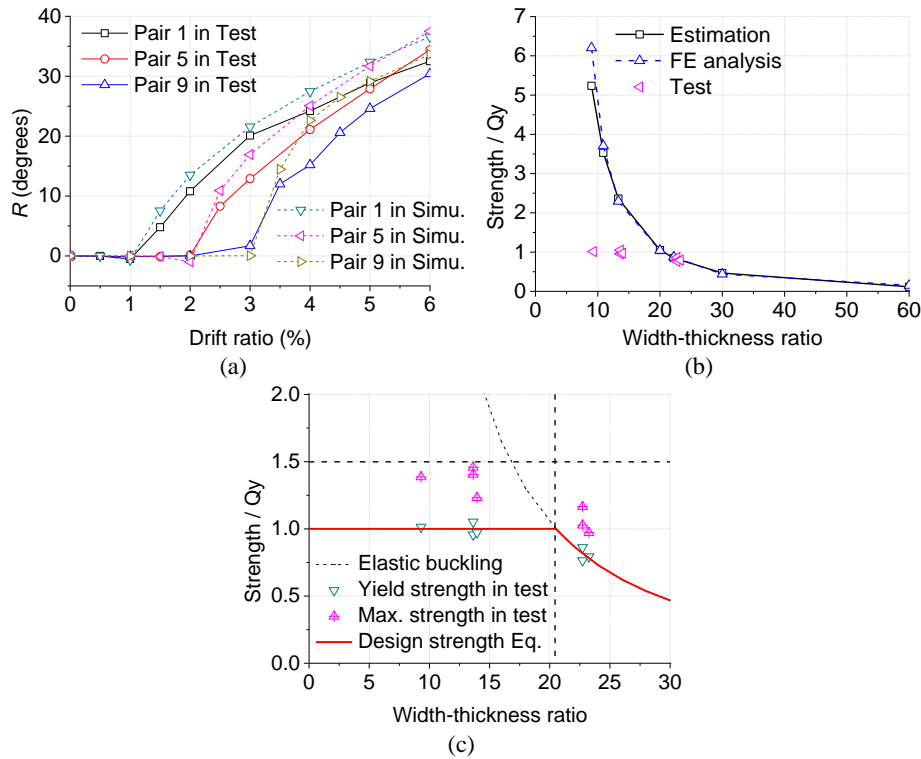 40
30
20
10
0
-10
R (degrees)
Pair 1 in Test
Pair 5 in Test
Pair 9 in Test
Pair 1 in Simu.
Pair 5 in Simu.
Pair 9 in Simu.
0 1 2 3 4 5 6
Drift ratio (%)
(a)
7
6
5
4
3
2
1
0
Strength / Qy
Estimation
FE analysis
Test
0 10 20 30 40 50 60
Width-thickness ratio
(b)
2.0
1.5
1.0
0.5
0.0
Strength / Qy
Elastic buckling
Yield strength in test
Max. strength in test
Design strength Eq.
0 5 10 15 20 25 30
Width-thickness ratio
(c)